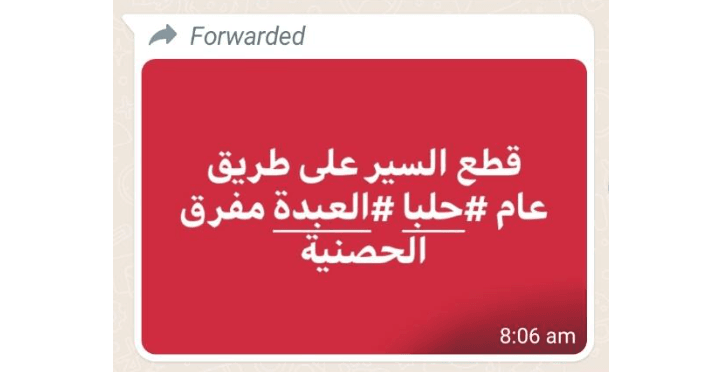 Forwarded
قطع السير على طريق
عام #حلبا #العبدة مفرق
الحصنية
8:06 am